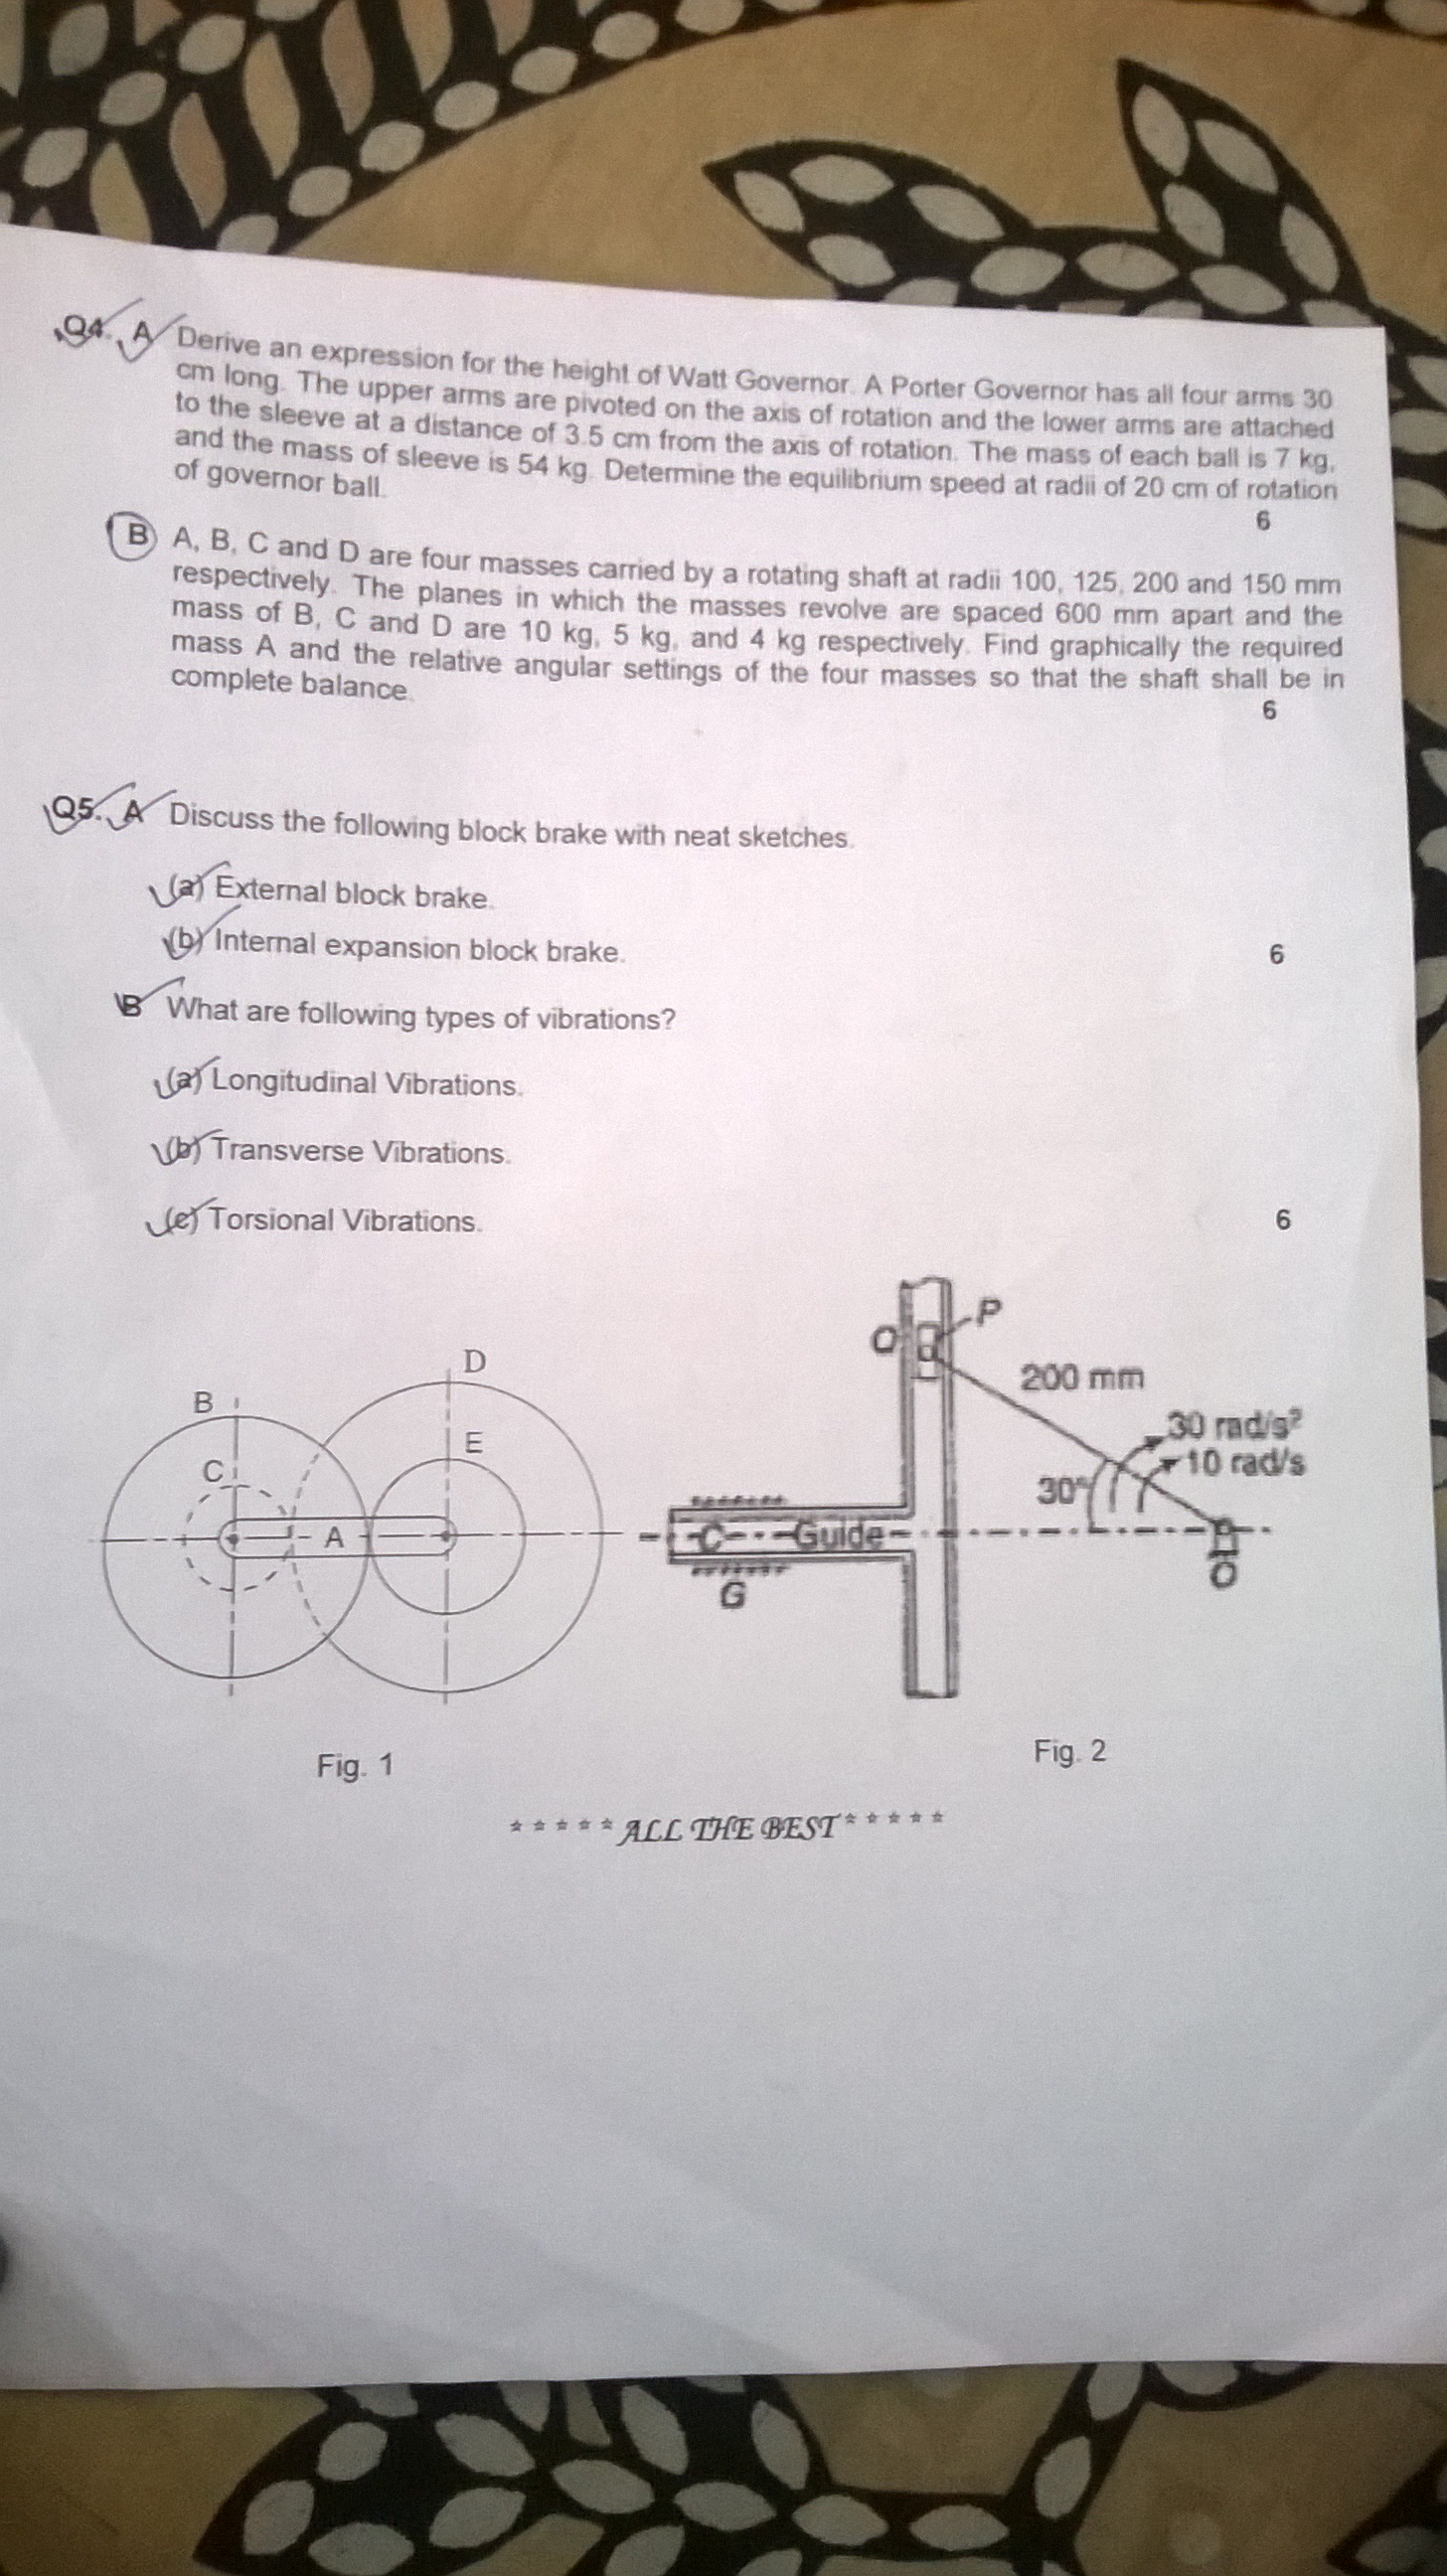 Q4. A Derive an expression for the height of Watt Governor. A Porter Governor has all four arms 30
cm long. The upper arms are pivoted on the axis of rotation and the lower arms are attached
to the sleeve at a distance of 3.5 cm from the axis of rotation. The mass of each ball is 7 kg,
and the mass of sleeve is 54 kg. Determine the equilibrium speed at radii of 20 cm of rotation
of governor ball.
6
B A, B, C and D are four masses carried by a rotating shaft at radii 100, 125, 200 and 150 mm
respectively. The planes in which the masses revolve are spaced 600 mm apart and the
mass of B, C and D are 10 kg, 5 kg, and 4 kg respectively. Find graphically the required
mass A and the relative angular settings of the four masses so that the shaft shall be in
complete balance.
6
Q5. A Discuss the following block brake with neat sketches.
(a) External block brake.
(b) Internal expansion block brake. 6
B What are following types of vibrations?
(a) Longitudinal Vibrations.
(b) Transverse Vibrations.
(c) Torsional Vibrations. 6
D
B
E
C
A
Fig. 1
P
Q
200 mm
30 rad/s²
10 rad/s
30°
C Guide
G
O
Fig. 2
* * * * * ALL THE BEST * * * * *